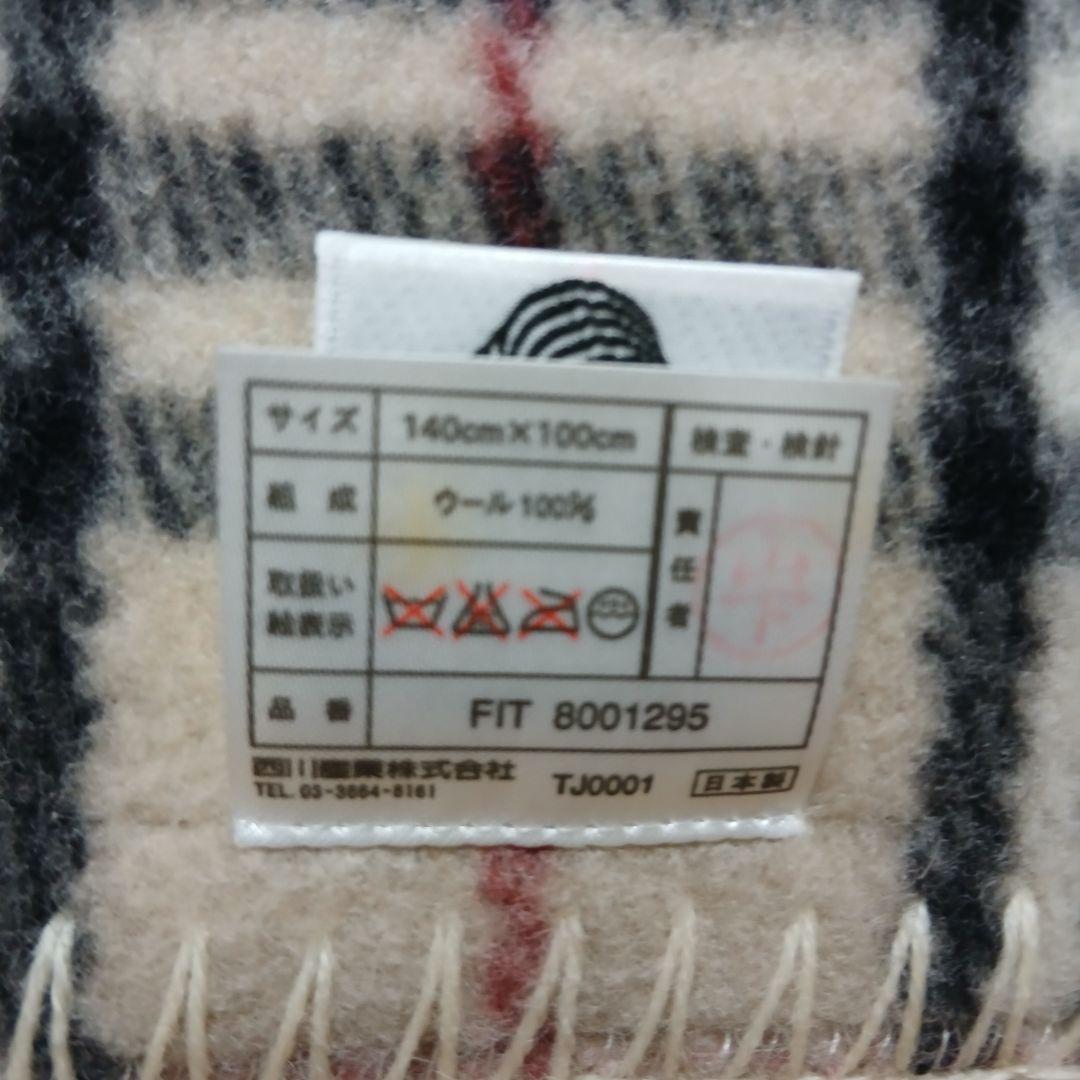 サイズ 140cm×100cm 検査・検針
組成 ウール100% 責任者 山下
取扱い
絵表示
品番 FIT 8001295
西川産業株式会社
TEL. 03-3664-8161 TJ0001 日本製